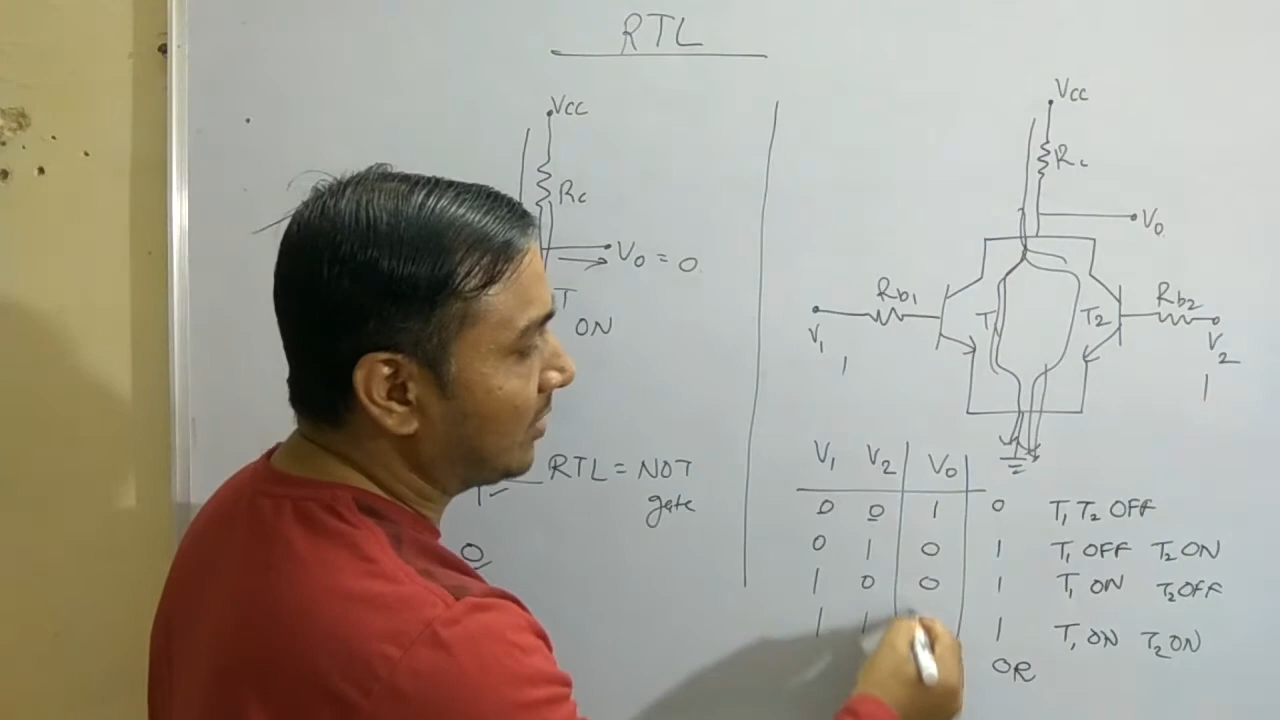 RTL
Vcc
Rc
V0 = 0
T
ON
RTL = NOT
gate
1
0
Vcc
Rc
V0
Rb1
Rb2
T
T2
V1
V2
1
1
V1 V2 V0
0 0 1 0 T1 T2 OFF
0 1 0 1 T1 OFF T2 ON
1 0 0 1 T1 ON T2 OFF
1 1 1 T1 ON T2 ON
OR